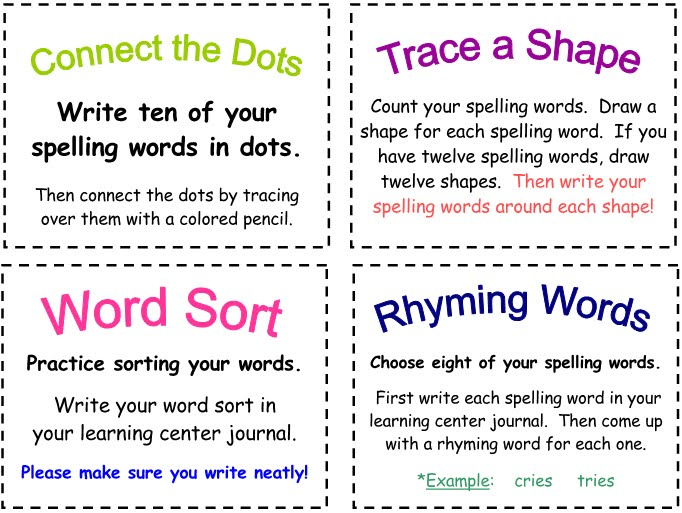 Connect the Dots
Write ten of your
spelling words in dots.
Then connect the dots by tracing
over them with a colored pencil.
Trace a Shape
Count your spelling words.  Draw a
shape for each spelling word.  If you
have twelve spelling words, draw
twelve shapes.  Then write your
spelling words around each shape!
Word Sort
Practice sorting your words.
Write your word sort in
your learning center journal.
Please make sure you write neatly!
Rhyming Words
Choose eight of your spelling words.
First write each spelling word in your
learning center journal.  Then come up
with a rhyming word for each one.
*Example:    cries    tries